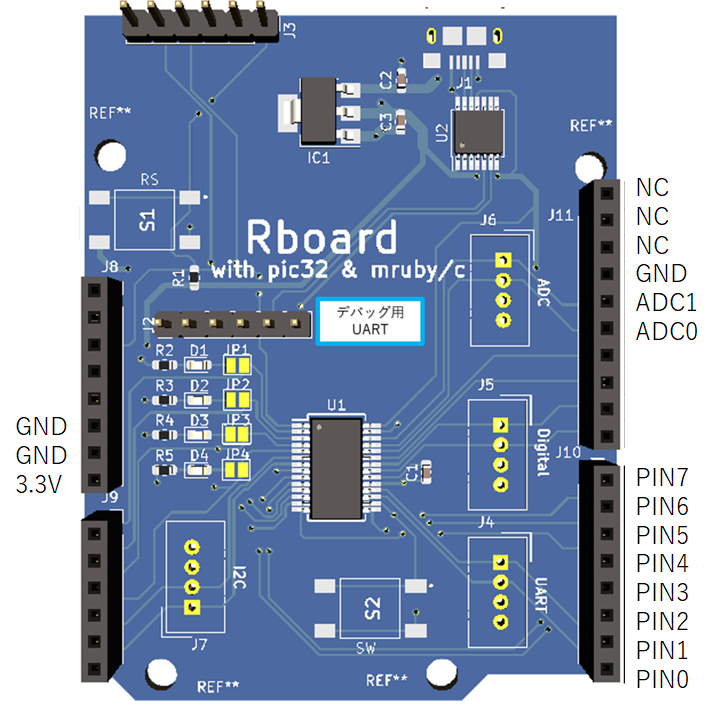 J3
REF**
C2
J1
C3
U2
IC1
REF**
RS
1S
J6
J11
NC
NC
NC
GND
ADC1
ADC0
Rboard
with pic32 & mruby/c
J8
R1
ADC
J2
デバッグ用
UART
R2 D1 JP1
R3 D2 JP2
R4 D3 JP3
R5 D4 JP4
U1
J5
Digital
C1
J10
GND
GND
3.3V
J9
PIN7
PIN6
PIN5
PIN4
PIN3
PIN2
PIN1
PIN0
J4
UART
I2C
J7
S2
SW
REF**
REF**